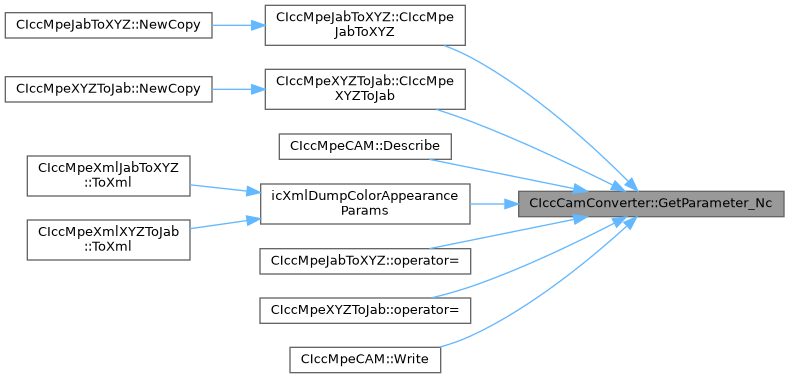 CIccMpeJabToXYZ::NewCopy
CIccMpeJabToXYZ::CIccMpe
JabToXYZ
CIccMpeXYZToJab::NewCopy
CIccMpeXYZToJab::CIccMpe
XYZToJab
CIccMpeCAM::Describe
CIccMpeXmlJabToXYZ
::ToXml
CIccMpeXmlXYZToJab
::ToXml
icXmlDumpColorAppearance
Params
CIccCamConverter::GetParameter_Nc
CIccMpeJabToXYZ::operator=
CIccMpeXYZToJab::operator=
CIccMpeCAM::Write